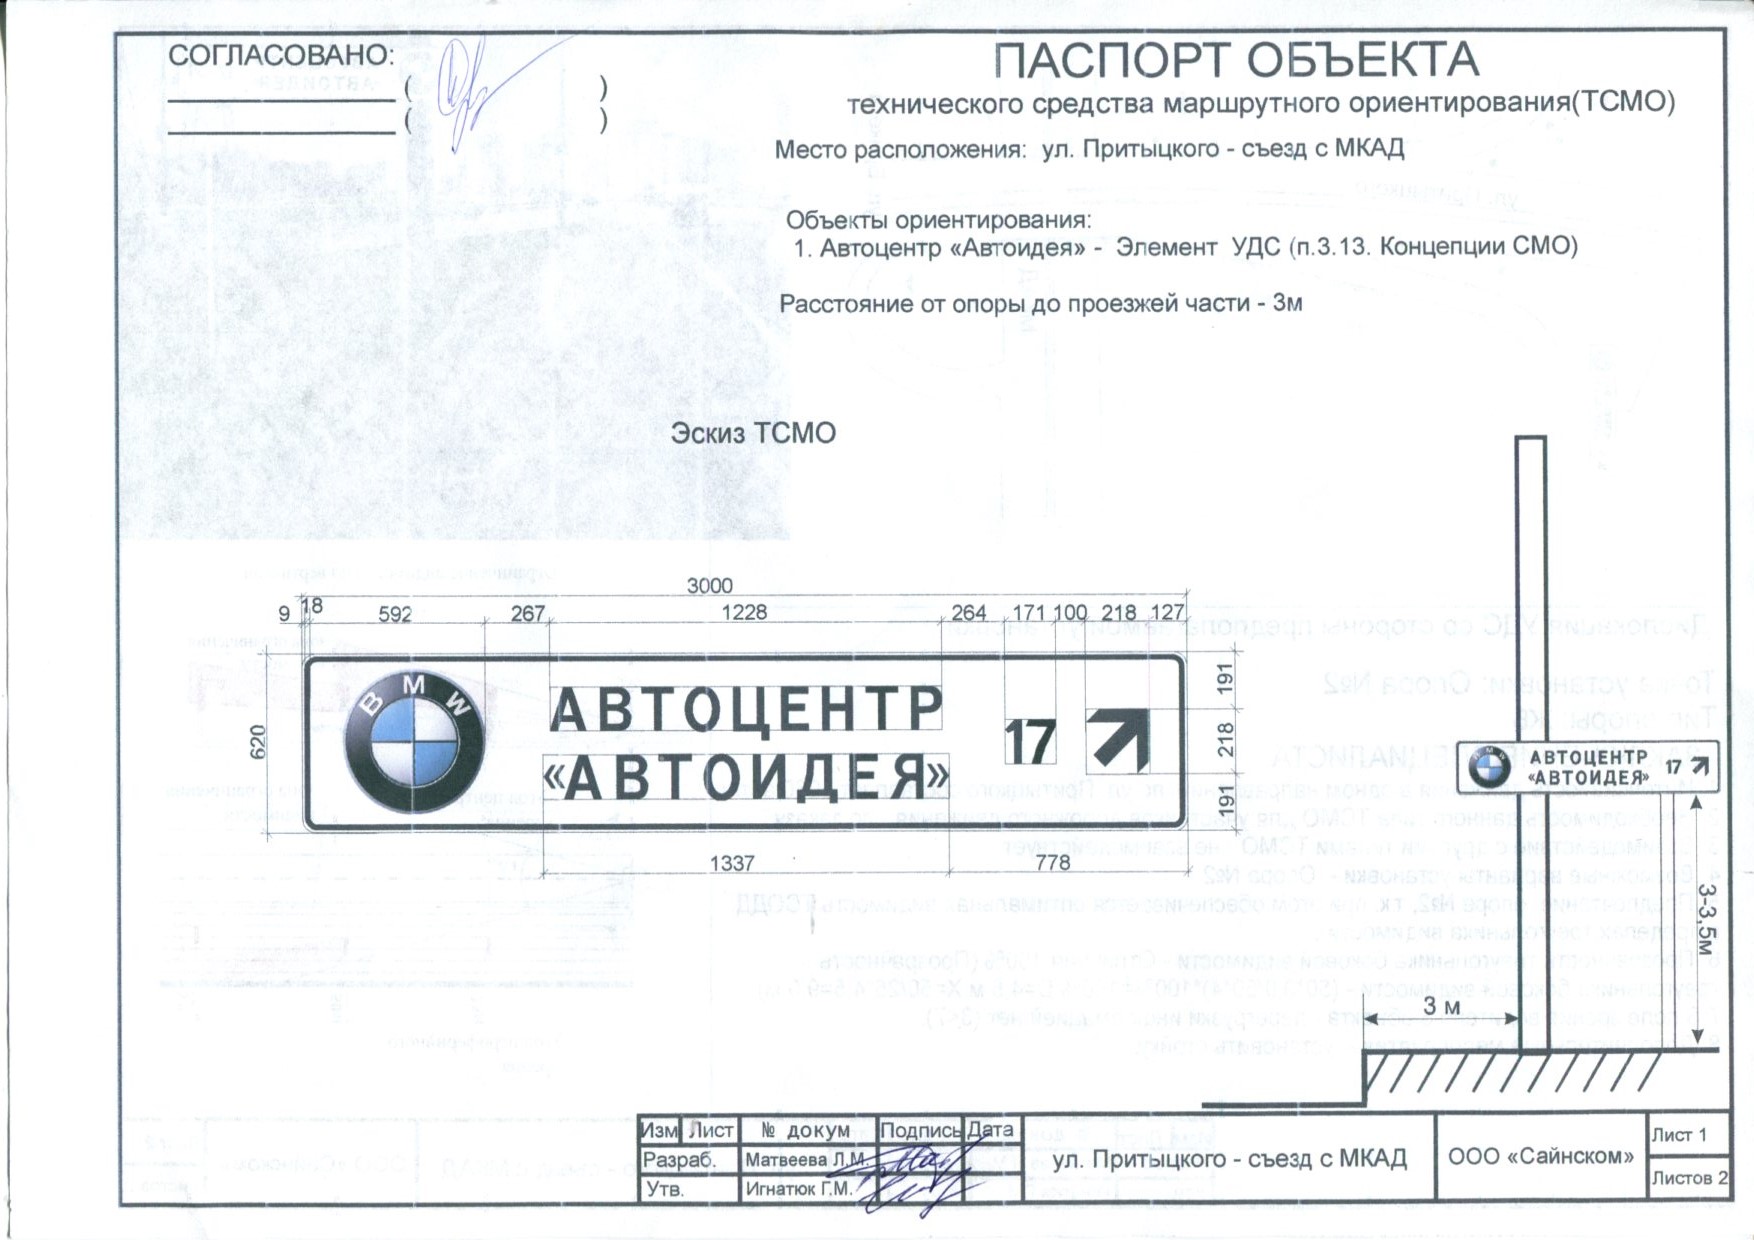 СОГЛАСОВАНО:
( )
( )
ПАСПОРТ ОБЪЕКТА
технического средства маршрутного ориентирования(ТСМО)
Место расположения: ул. Притыцкого - съезд с МКАД
Объекты ориентирования:
1. Автоцентр «Автоидея» - Элемент УДС (п.3.13. Концепции СМО)
Расстояние от опоры до проезжей части - 3м
Эскиз ТСМО
3000
9 18 592 267 1228 264 171 100 218 127
BMW
АВТОЦЕНТР
«АВТОИДЕЯ»
17
620
191
218
191
1337 778
BMW
АВТОЦЕНТР
«АВТОИДЕЯ»
17
3-3,5м
3 м
Изм Лист № докум Подпись Дата
Разраб. Матвеева Л.М.
Утв. Игнатюк Г.М.
ул. Притыцкого - съезд с МКАД
ООО «Сайнском»
Лист 1
Листов 2